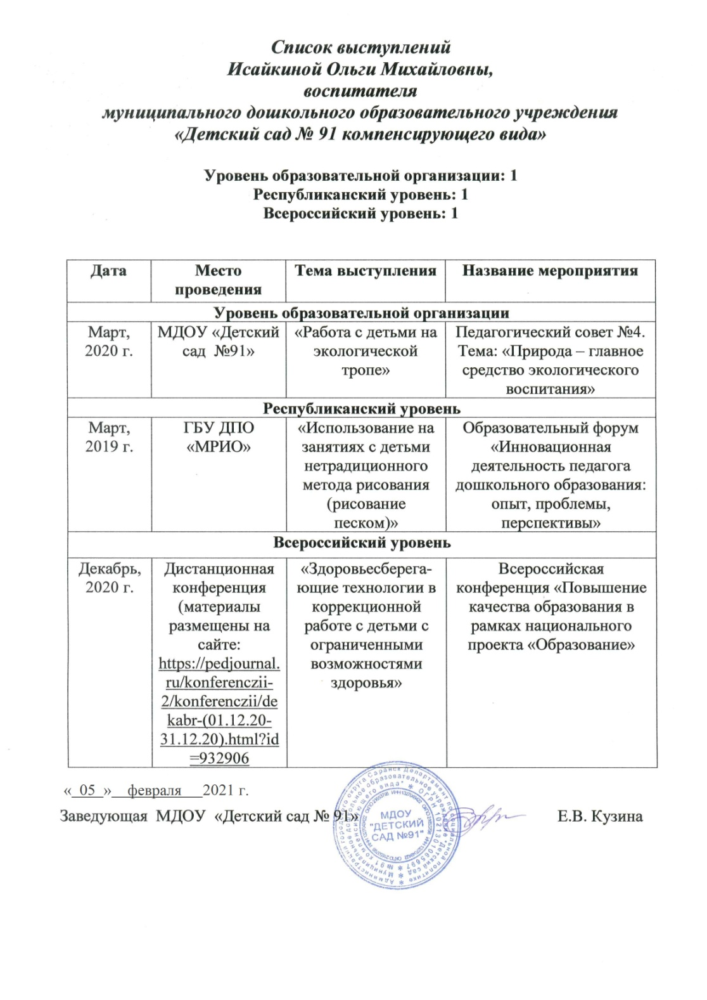 Список выступлений
Исайкиной Ольги Михайловны,
воспитателя
муниципального дошкольного образовательного учреждения
«Детский сад № 91 компенсирующего вида»
Уровень образовательной организации: 1
Республиканский уровень: 1
Всероссийский уровень: 1
Дата
Место
проведения
Тема выступления
Название мероприятия
Уровень образовательной организации
Март,
2020 г.
МДОУ «Детский
сад №91»
«Работа с детьми на
экологической
тропе»
Педагогический совет №4.
Тема: «Природа – главное
средство экологического
воспитания»
Республиканский уровень
Март,
2019 г.
ГБУ ДПО
«МРИО»
«Использование на
занятиях с детьми
нетрадиционного
метода рисования
(рисование
песком)»
Образовательный форум
«Инновационная
деятельность педагога
дошкольного образования:
опыт, проблемы,
перспективы»
Всероссийский уровень
Декабрь,
2020 г.
Дистанционная
конференция
(материалы
размещены на
сайте:
https://pedjournal.
ru/konferenczii-
2/konferenczii/de
kabr-(01.12.20-
31.12.20).html?id
=932906
«Здоровьесберега-
ющие технологии в
коррекционной
работе с детьми с
ограниченными
возможностями
здоровья»
Всероссийская
конференция «Повышение
качества образования в
рамках национального
проекта «Образование»
«_05_»__февраля___2021 г.
Заведующая МДОУ «Детский сад № 91»
Е.В. Кузина
МДОУ
"ДЕТСКИЙ
САД №91"